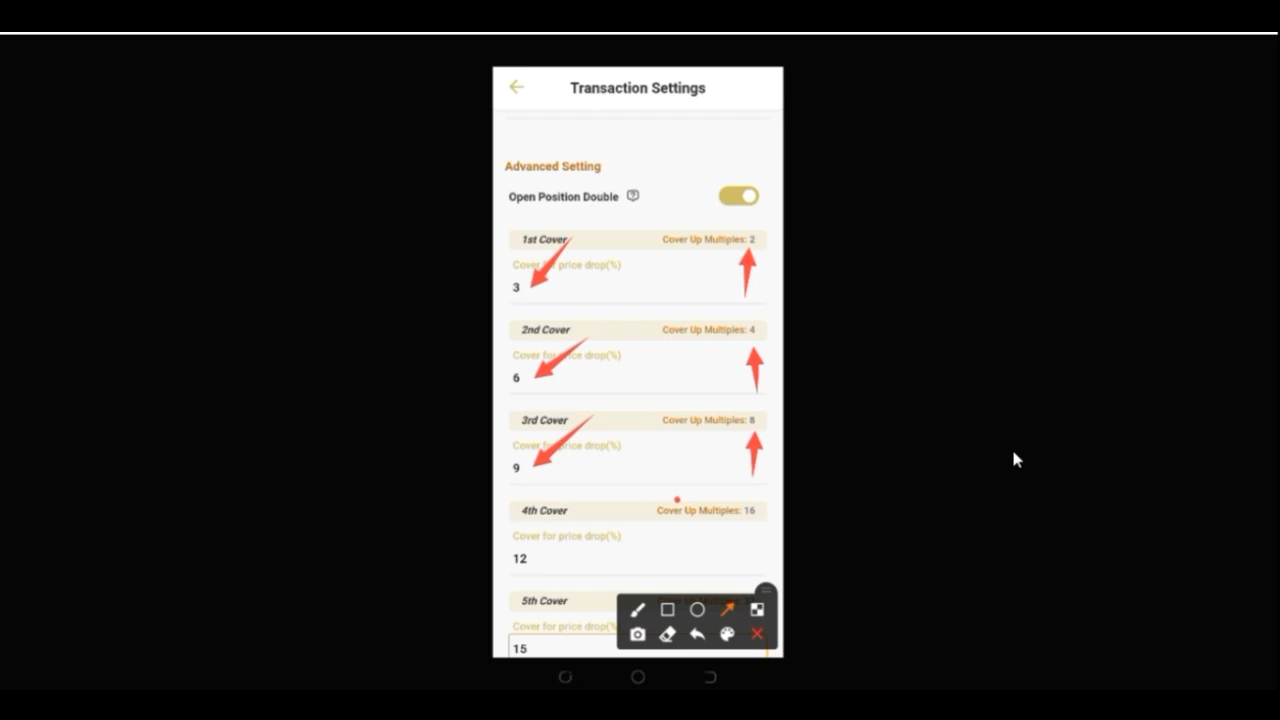 Transaction Settings
Advanced Setting
Open Position Double
1st Cover Cover Up Multiples: 2
Cover for price drop(%)
3
2nd Cover Cover Up Multiples: 4
Cover for price drop(%)
6
3rd Cover Cover Up Multiples: 8
Cover for price drop(%)
9
4th Cover Cover Up Multiples: 16
Cover for price drop(%)
12
5th Cover
Cover for price drop(%
15